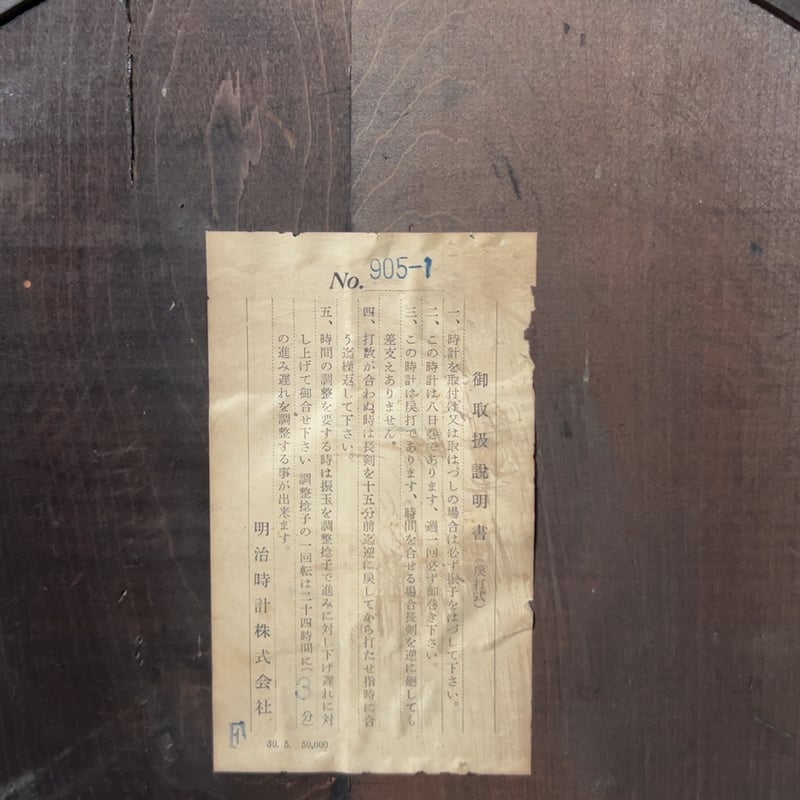 No. 905-1
御取扱説明書（戻打式）
一、時計を取付け又は取はづしの場合は必ず振子をはづして下さい。
二、この時計は八日巻であります、週一回必ず御巻き下さい。
三、この時計は戻打であります、時間を合せる場合長剣を逆に廻しても
差支えありません。
四、打数が合わぬ時は長剣を十五分前迄逆に戻してから打たせ指時に合
う迄繰返して下さい。
五、時間の調整を要する時は振玉を調整捻子で進みに対し下げ遅れに対
し上げて御合せ下さい 調整捻子の一回転は二十四時間に（3分）
の進み遅れを調整する事が出来ます。
明治時計株式会社
F
30. 5. 50,000